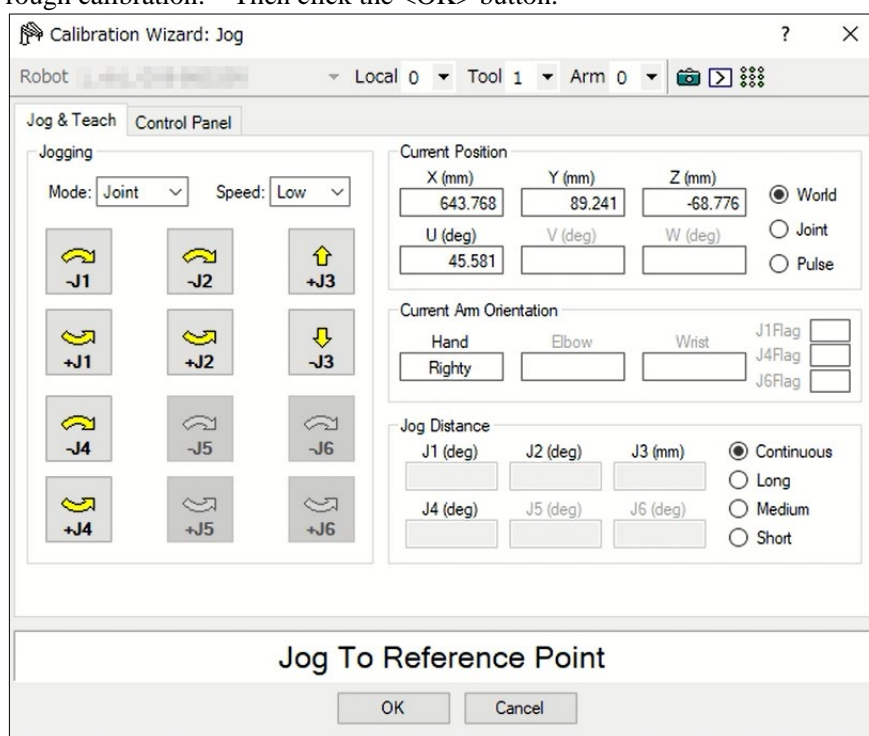 rough calibration. Then click the <OK> button.
Calibration Wizard: Jog ? ×
Robot Local 0 Tool 1 Arm 0
Jog & Teach Control Panel
Jogging
Mode: Joint Speed: Low
-J1 -J2 +J3
+J1 +J2 -J3
-J4 -J5 -J6
+J4 +J5 +J6
Current Position
X (mm) Y (mm) Z (mm)
643.768 89.241 -68.776 World
U (deg) V (deg) W (deg) Joint
45.581 Pulse
Current Arm Orientation
Hand Elbow Wrist J1Flag
Righty J4Flag
J6Flag
Jog Distance
J1 (deg) J2 (deg) J3 (mm) Continuous
Long
J4 (deg) J5 (deg) J6 (deg) Medium
Short
Jog To Reference Point
OK Cancel